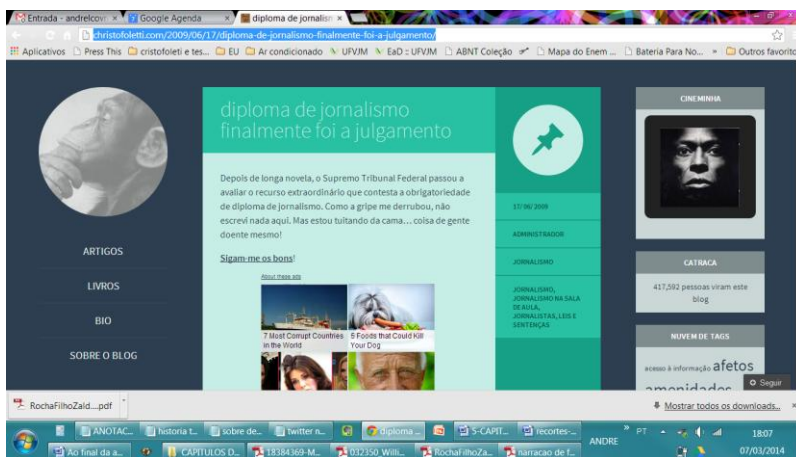 Entrada - andrelcovr
Google Agenda
diploma de jornalism
christofoletti.com/2009/06/17/diploma-de-jornalismo-finalmente-foi-a-julgamento/
Aplicativos Press This cristofoleti e tes... EU Ar condicionado UFVJM EaD :: UFVJM ABNT Coleção Mapa do Enem ... Bateria Para No... » Outros favorito
diploma de jornalismo
finalmente foi a julgamento
Depois de longa novela, o Supremo Tribunal Federal passou a
avaliar o recurso extraordinário que contesta a obrigatoriedade
de diploma de jornalismo. Como a gripe me derrubou, não
escrevi nada aqui. Mas estou tuitando da cama... coisa de gente
doente mesmo!
Sigam-me os bons!
About these ads
7 Most Corrupt Countries
in the World
5 Foods that Could Kill
Your Dog
ARTIGOS
LIVROS
BIO
SOBRE O BLOG
17/06/2009
ADMINISTRADOR
JORNALISMO
JORNALISMO,
JORNALISMO NA SALA
DE AULA,
JORNALISTAS, LEIS E
SENTENÇAS
CINEMINHA
CATRACA
417,592 pessoas viram este
blog
NUVEM DE TAGS
acesso à informação afetos
amenidades
Seguir
RochaFilhoZald....pdf
Mostrar todos os downloads...
ANOTAC... historia t... sobre de... twitter n... diploma ... 5-CAPIT... recortes-...
ANDRE
» PT
18:07
Ao final da a... CAPITULOS D... 18384369-M... 032350_Willi... RochaFilhoZa... narracao de f...
07/03/2014